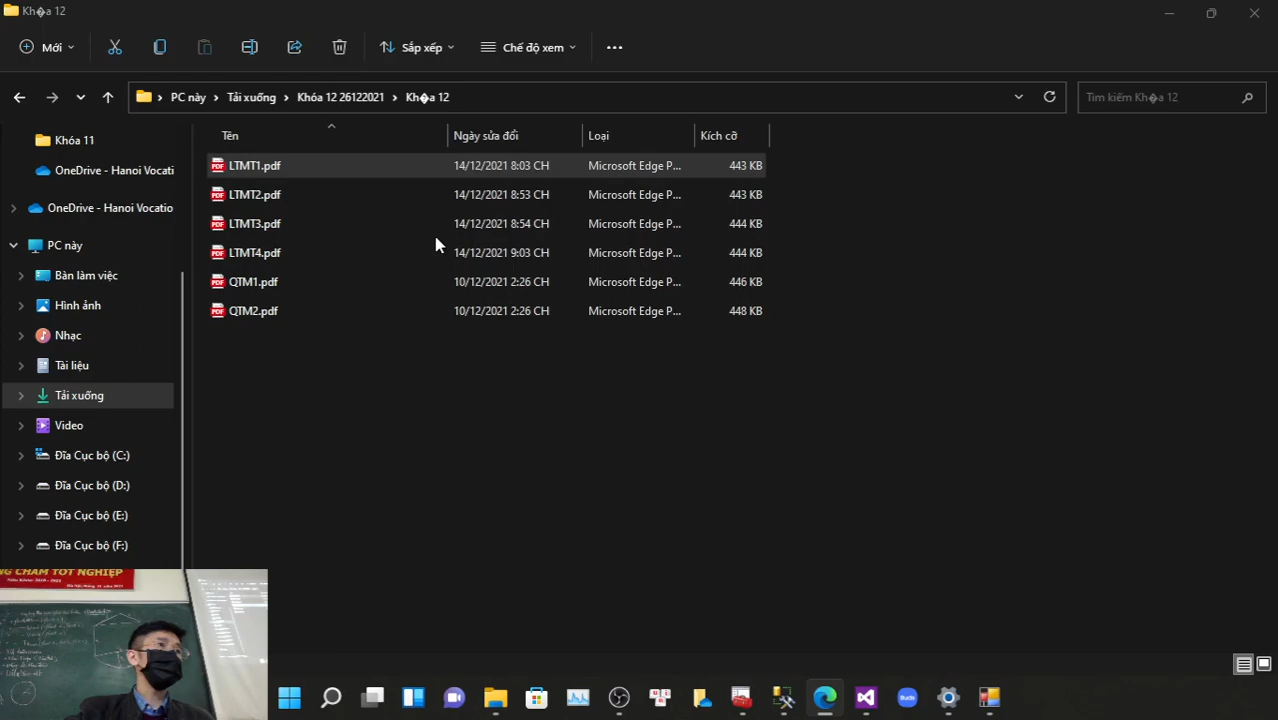 Kh�a 12
Mới
Sắp xếp
Chế độ xem
PC này
Tải xuống
Khóa 12 26122021
Kh�a 12
Tìm kiếm Kh�a 12
Khóa 11
OneDrive - Hanoi Vocati
OneDrive - Hanoi Vocatio
PC này
Bàn làm việc
Hình ảnh
Nhạc
Tài liệu
Tải xuống
Video
Đĩa Cục bộ (C:)
Đĩa Cục bộ (D:)
Đĩa Cục bộ (E:)
Đĩa Cục bộ (F:)
Tên Ngày sửa đổi Loại Kích cỡ
LTMT1.pdf 14/12/2021 8:03 CH Microsoft Edge P... 443 KB
LTMT2.pdf 14/12/2021 8:53 CH Microsoft Edge P... 443 KB
LTMT3.pdf 14/12/2021 8:54 CH Microsoft Edge P... 444 KB
LTMT4.pdf 14/12/2021 9:03 CH Microsoft Edge P... 444 KB
QTM1.pdf 10/12/2021 2:26 CH Microsoft Edge P... 446 KB
QTM2.pdf 10/12/2021 2:26 CH Microsoft Edge P... 448 KB
NG CHẤM TỐT NGHIỆP